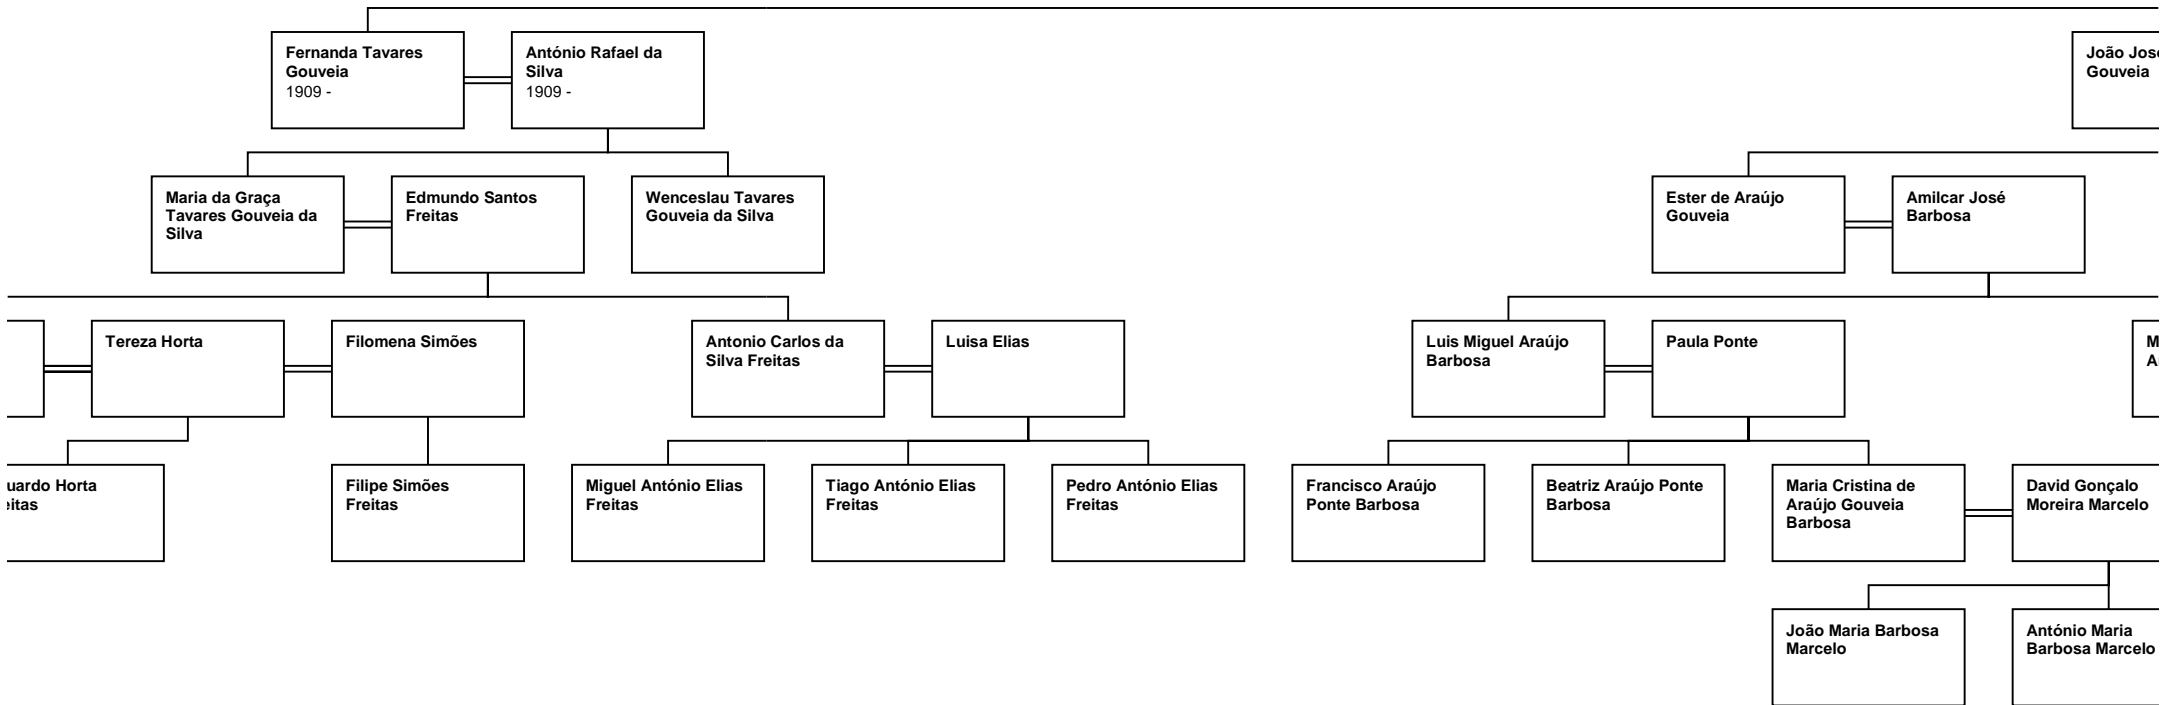 Fernanda Tavares
Gouveia
1909 -
António Rafael da
Silva
1909 -
Gouveia
Maria da Graça
Tavares Gouveia da
Silva
Edmundo Santos
Freitas
Wenceslau Tavares
Gouveia da Silva
Ester de Araújo
Gouveia
Amilcar José
Barbosa
Tereza Horta
Filomena Simões
Antonio Carlos da
Silva Freitas
Luisa Elias
Luis Miguel Araújo
Barbosa
Paula Ponte
Horta
Filipe Simões
Freitas
Miguel António Elias
Freitas
Tiago António Elias
Freitas
Pedro António Elias
Freitas
Francisco Araújo
Ponte Barbosa
Beatriz Araújo Ponte
Barbosa
Maria Cristina de
Araújo Gouveia
Barbosa
David Gonçalo
Moreira Marcelo
João Maria Barbosa
Marcelo
António Maria
Barbosa Marcelo